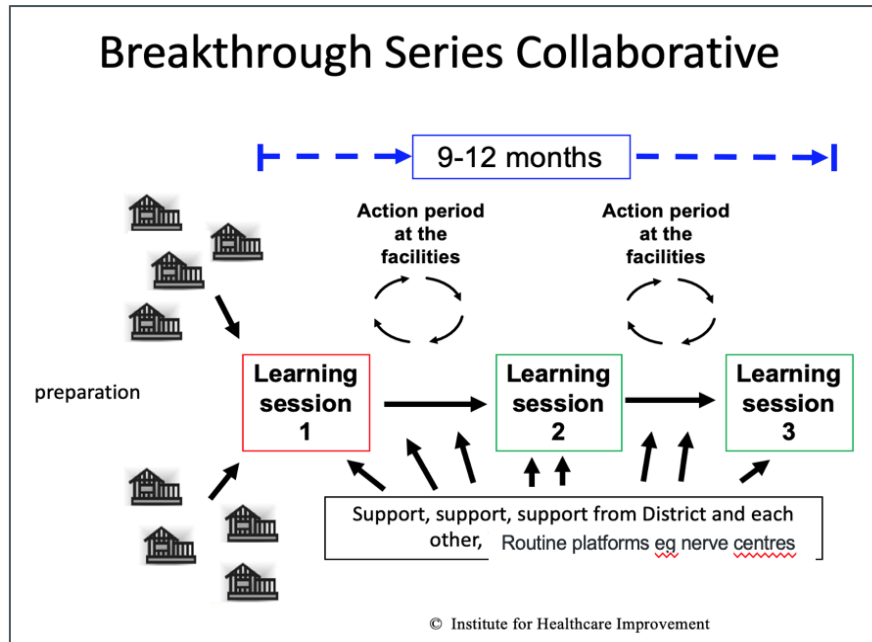 Breakthrough Series Collaborative
9-12 months
Action period
at the
facilities
Action period
at the
facilities
preparation
Learning
session
1
Learning
session
2
Learning
session
3
Support, support, support from District and each
other, Routine platforms eg nerve centres
© Institute for Healthcare Improvement